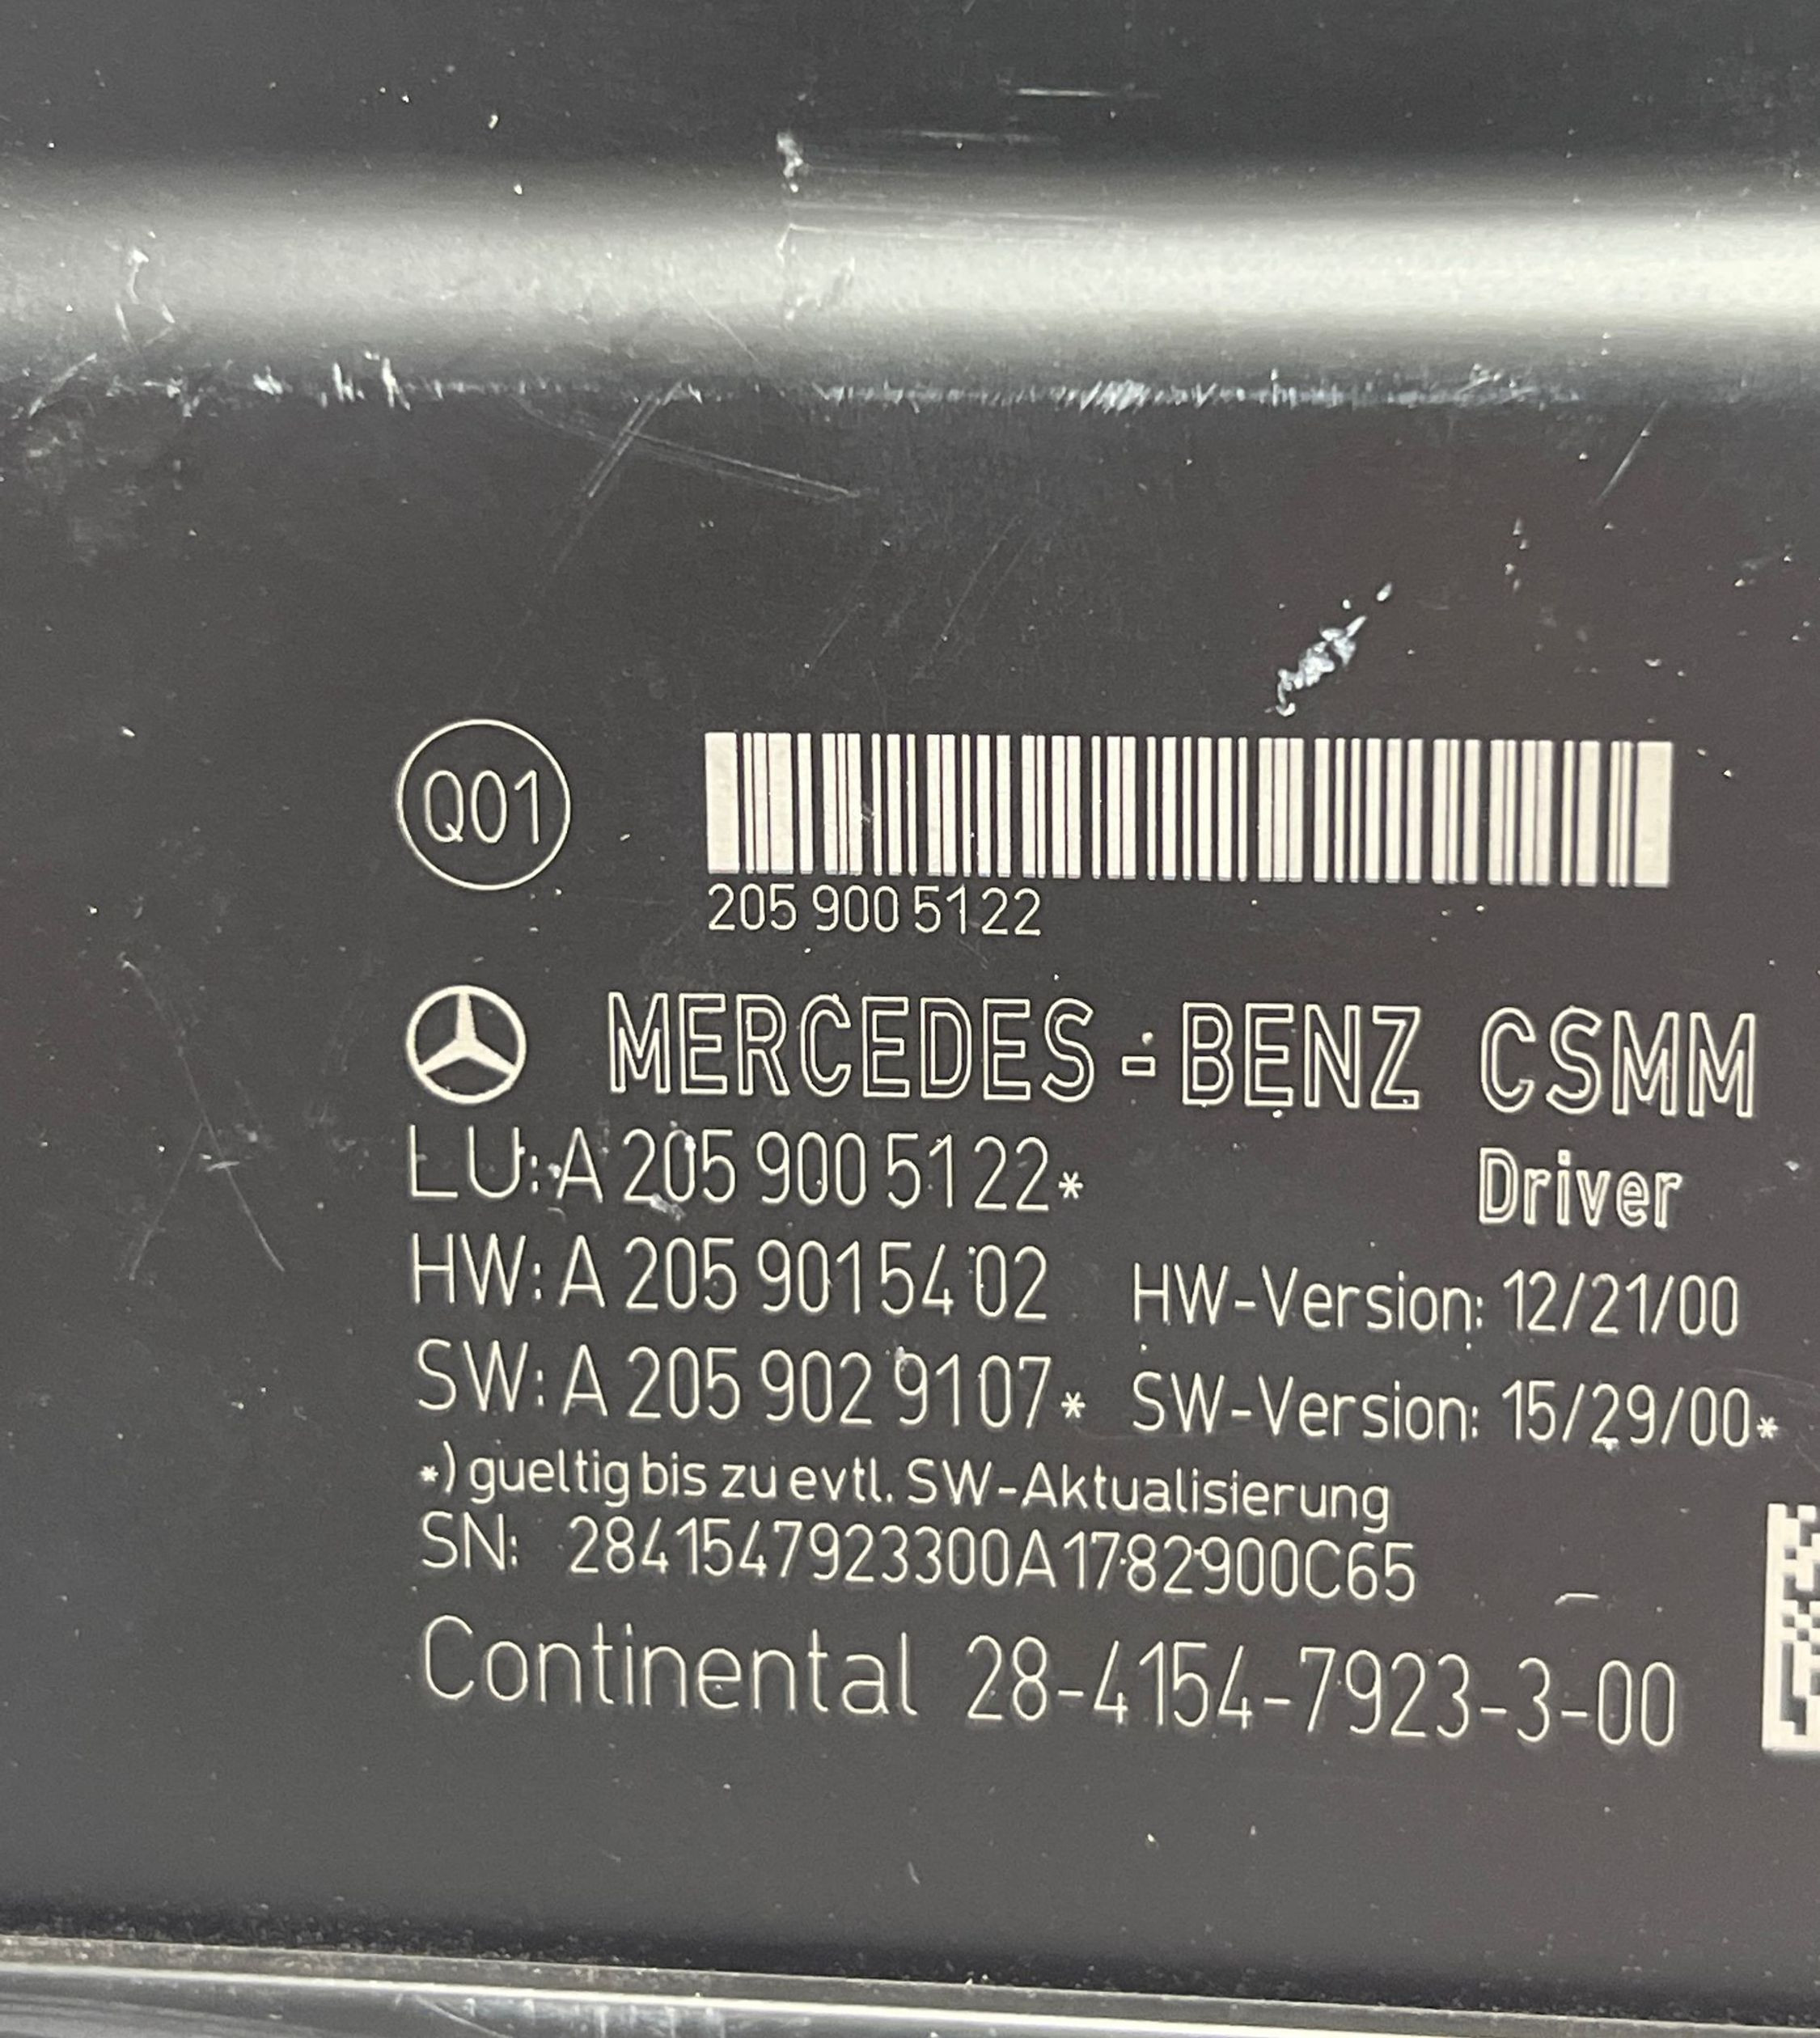 Q01
205 900 5122
MERCEDES-BENZ CSMM
LU: A 205 900 5122*
Driver
HW: A 205 901 54 02 HW-Version: 12/21/00
SW: A 205 902 9107* SW-Version: 15/29/00*
*) gueltig bis zu evtl. SW-Aktualisierung
SN: 2841547923300A1782900C65
Continental 28-4154-7923-3-00